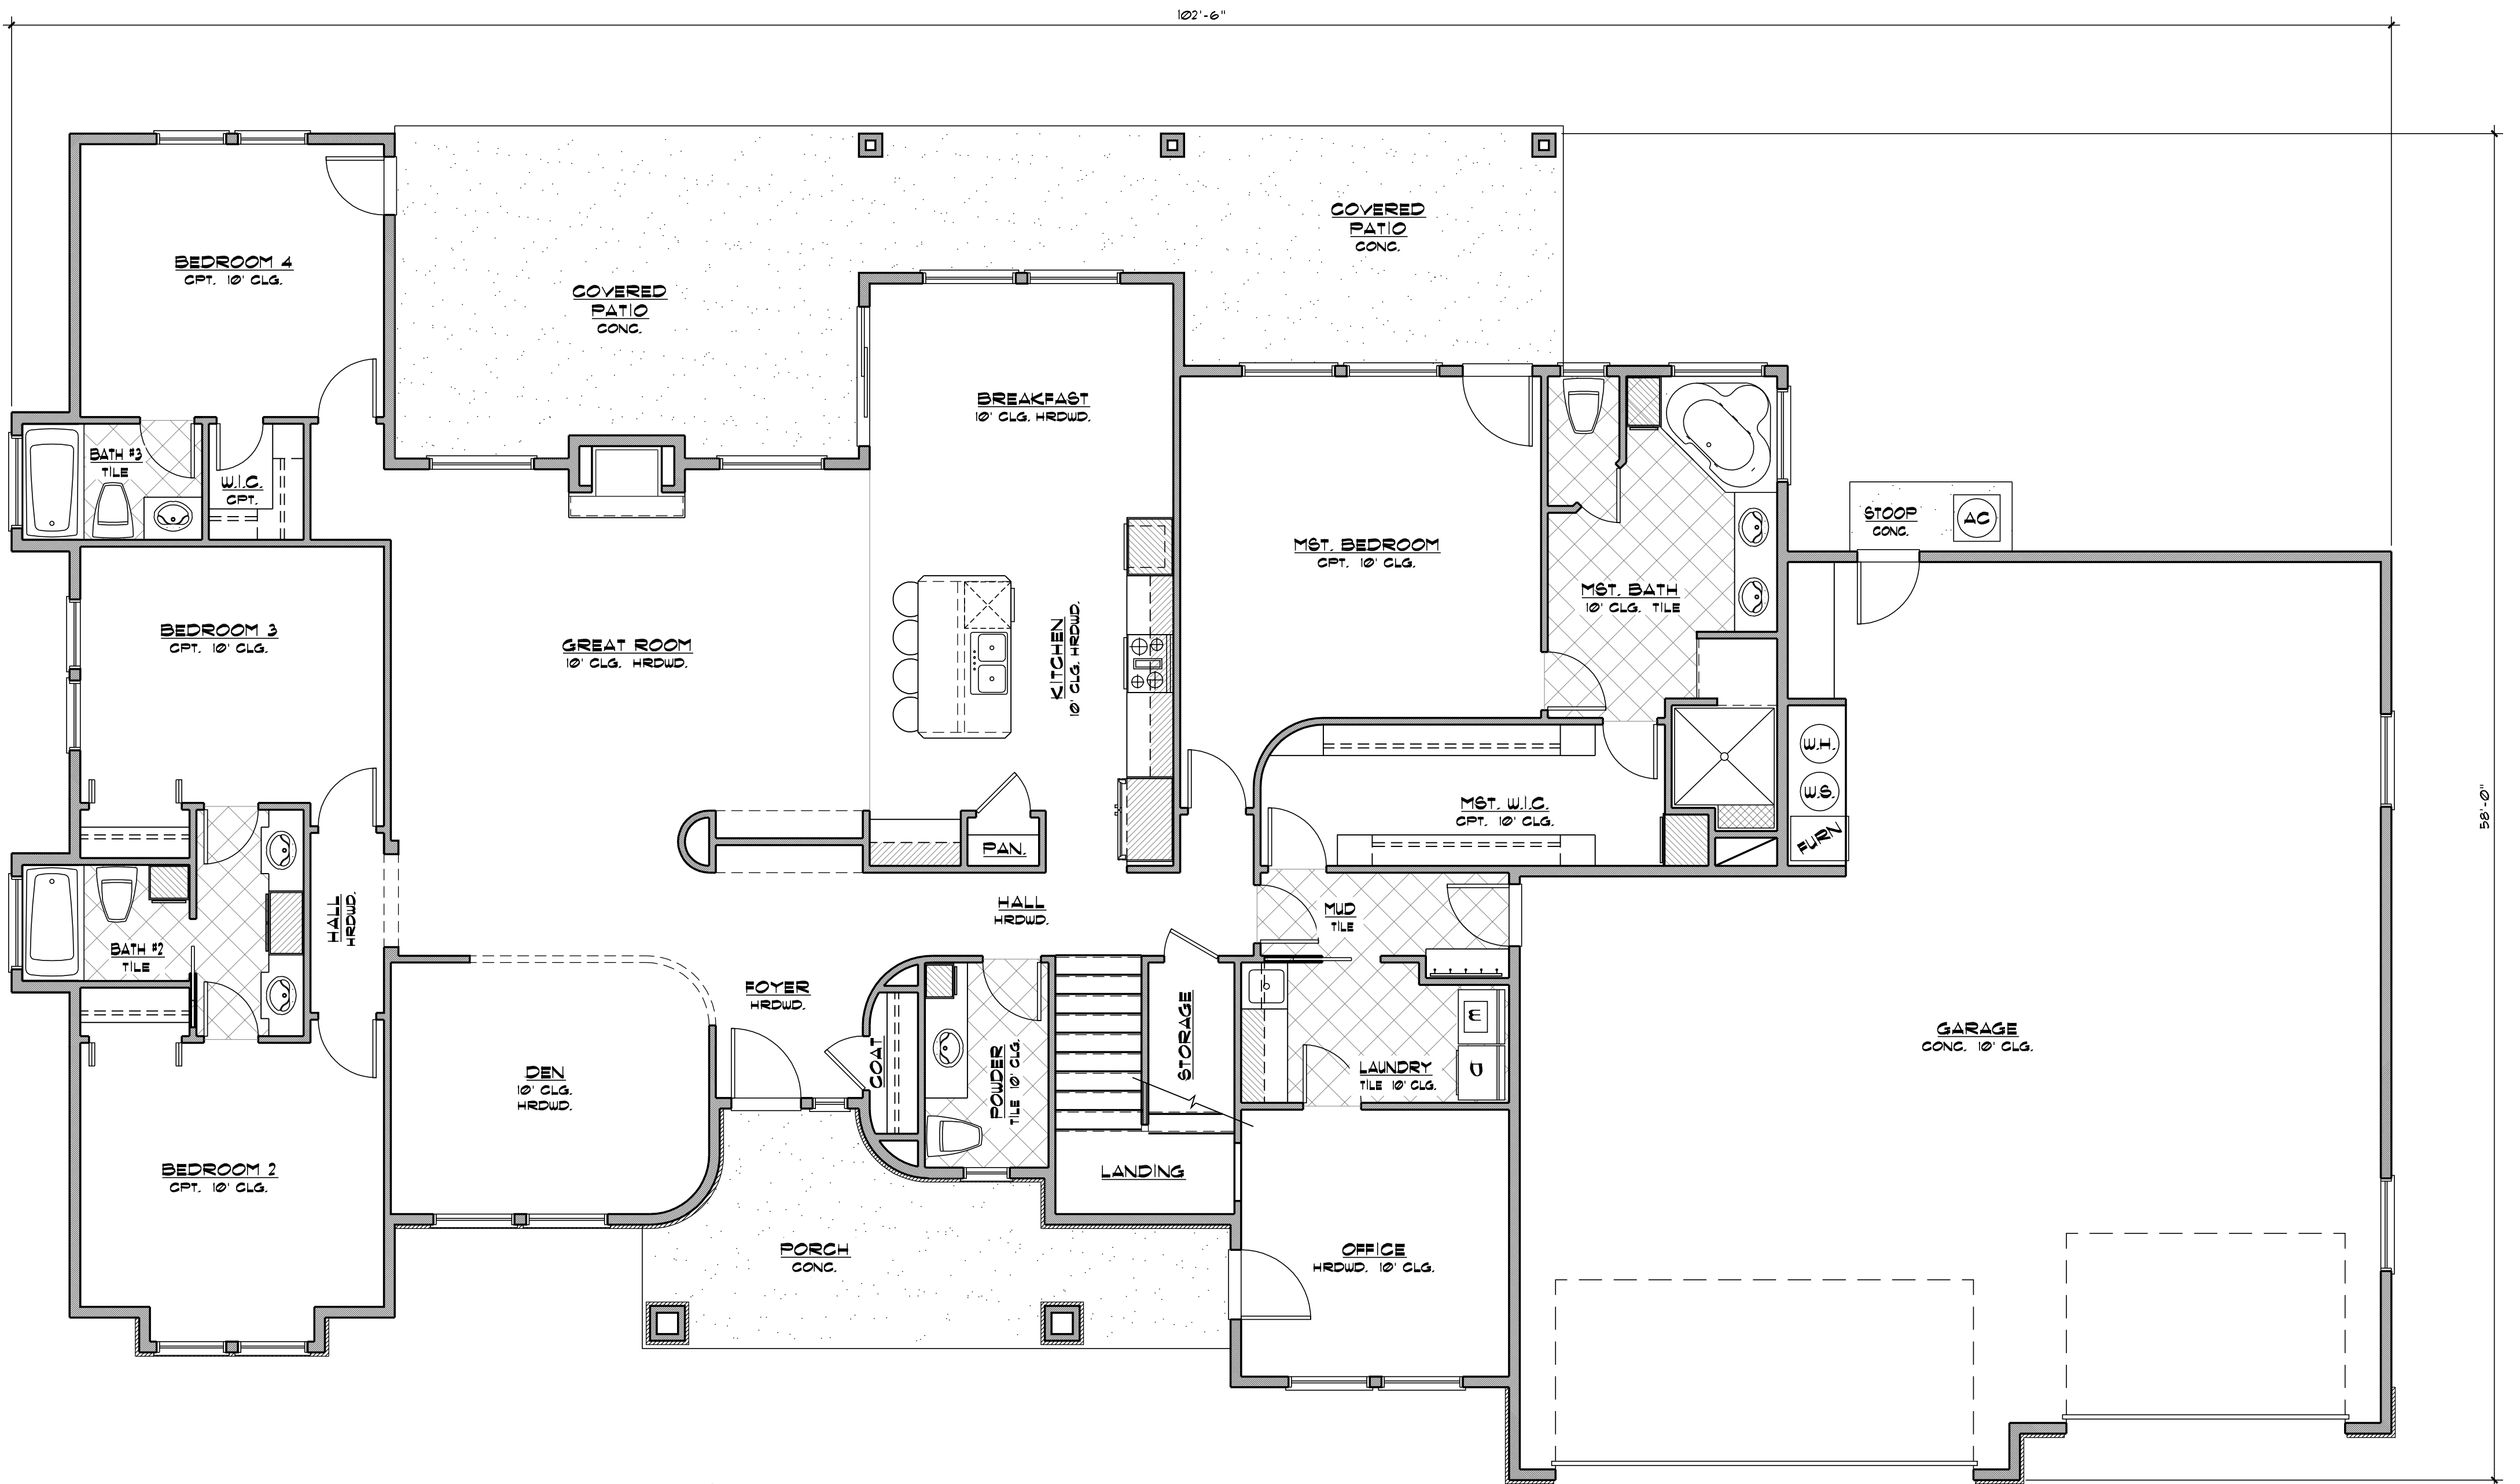 102'-6"
BEDROOM 4
CPT. 10' CLG.
COVERED
PATIO
CONC.
COVERED
PATIO
CONC.
BREAKFAST
10' CLG. HRDWD.
BATH #3
TILE
W.I.C.
CPT.
STOOP
CONC.
AC
MST. BEDROOM
CPT. 10' CLG.
MST. BATH
10' CLG. TILE
BEDROOM 3
CPT. 10' CLG.
GREAT ROOM
10' CLG. HRDWD.
KITCHEN
10' CLG. HRDWD.
W.H.
W.S.
FURN
MST. W.I.C.
CPT. 10' CLG.
58'-0"
PAN.
HALL
HRDWD.
HALL
HRDWD.
MUD
TILE
BATH #2
TILE
FOYER
HRDWD.
STORAGE
COAT
POWDER
TILE 10' CLG.
W
D
LAUNDRY
TILE 10' CLG.
GARAGE
CONC. 10' CLG.
DEN
10' CLG.
HRDWD.
BEDROOM 2
CPT. 10' CLG.
LANDING
PORCH
CONC.
OFFICE
HRDWD. 10' CLG.